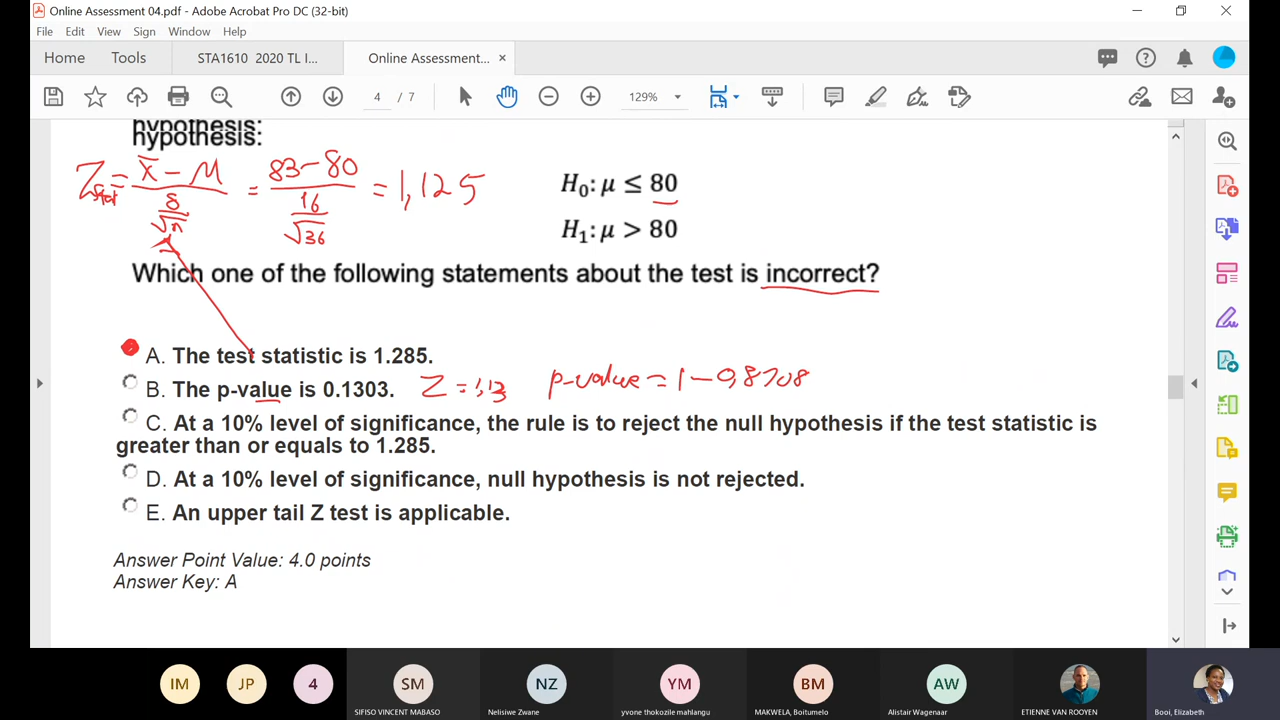 Online Assessment 04.pdf - Adobe Acrobat Pro DC (32-bit)
File Edit View Sign Window Help
Home Tools STA1610 2020 TL I... Online Assessment... ×
4 / 7 129%
hypothesis:
hypothesis:
Zstat = x̄ - M / 8/√n = 83-80 / 16/√36 = 1,125
H₀: μ ≤ 80
H₁: μ > 80
Which one of the following statements about the test is incorrect?
A. The test statistic is 1.285.
B. The p-value is 0.1303. Z = 1,13 p-value = 1-0,8708
C. At a 10% level of significance, the rule is to reject the null hypothesis if the test statistic is
greater than or equals to 1.285.
D. At a 10% level of significance, null hypothesis is not rejected.
E. An upper tail Z test is applicable.
Answer Point Value: 4.0 points
Answer Key: A
IM JP 4 SM NZ YM BM AW
SIFISO VINCENT MABASO Nelisiwe Zwane yvone thokozile mahlangu MAKWELA, Boitumelo Alistair Wagenaar ETIENNE VAN ROOYEN Booi, Elizabeth